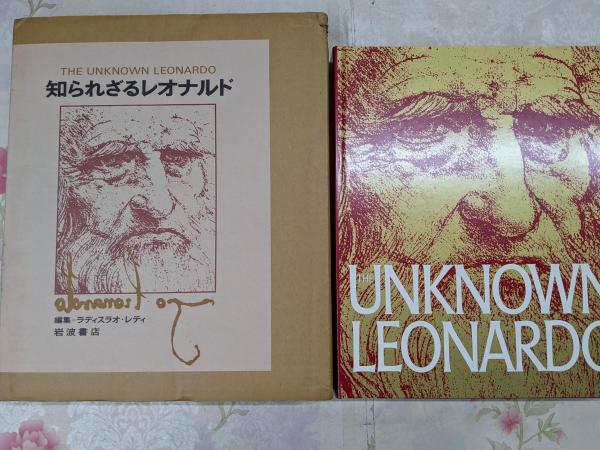 THE UNKNOWN LEONARDO
知られざるレオナルド
編集－ラディスラオ・レティ
岩波書店
THE
UNKNOWN
LEONARDO